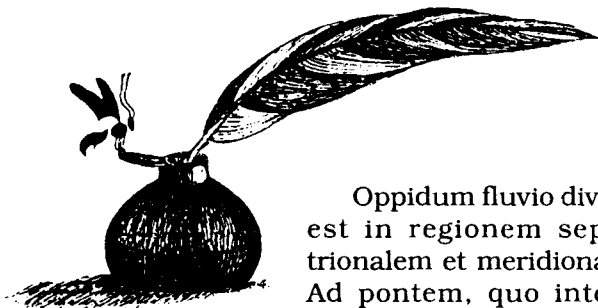 Oppidum fluvio div
est in regionem sep
trionalem et meridiona
Ad pontem, quo inte